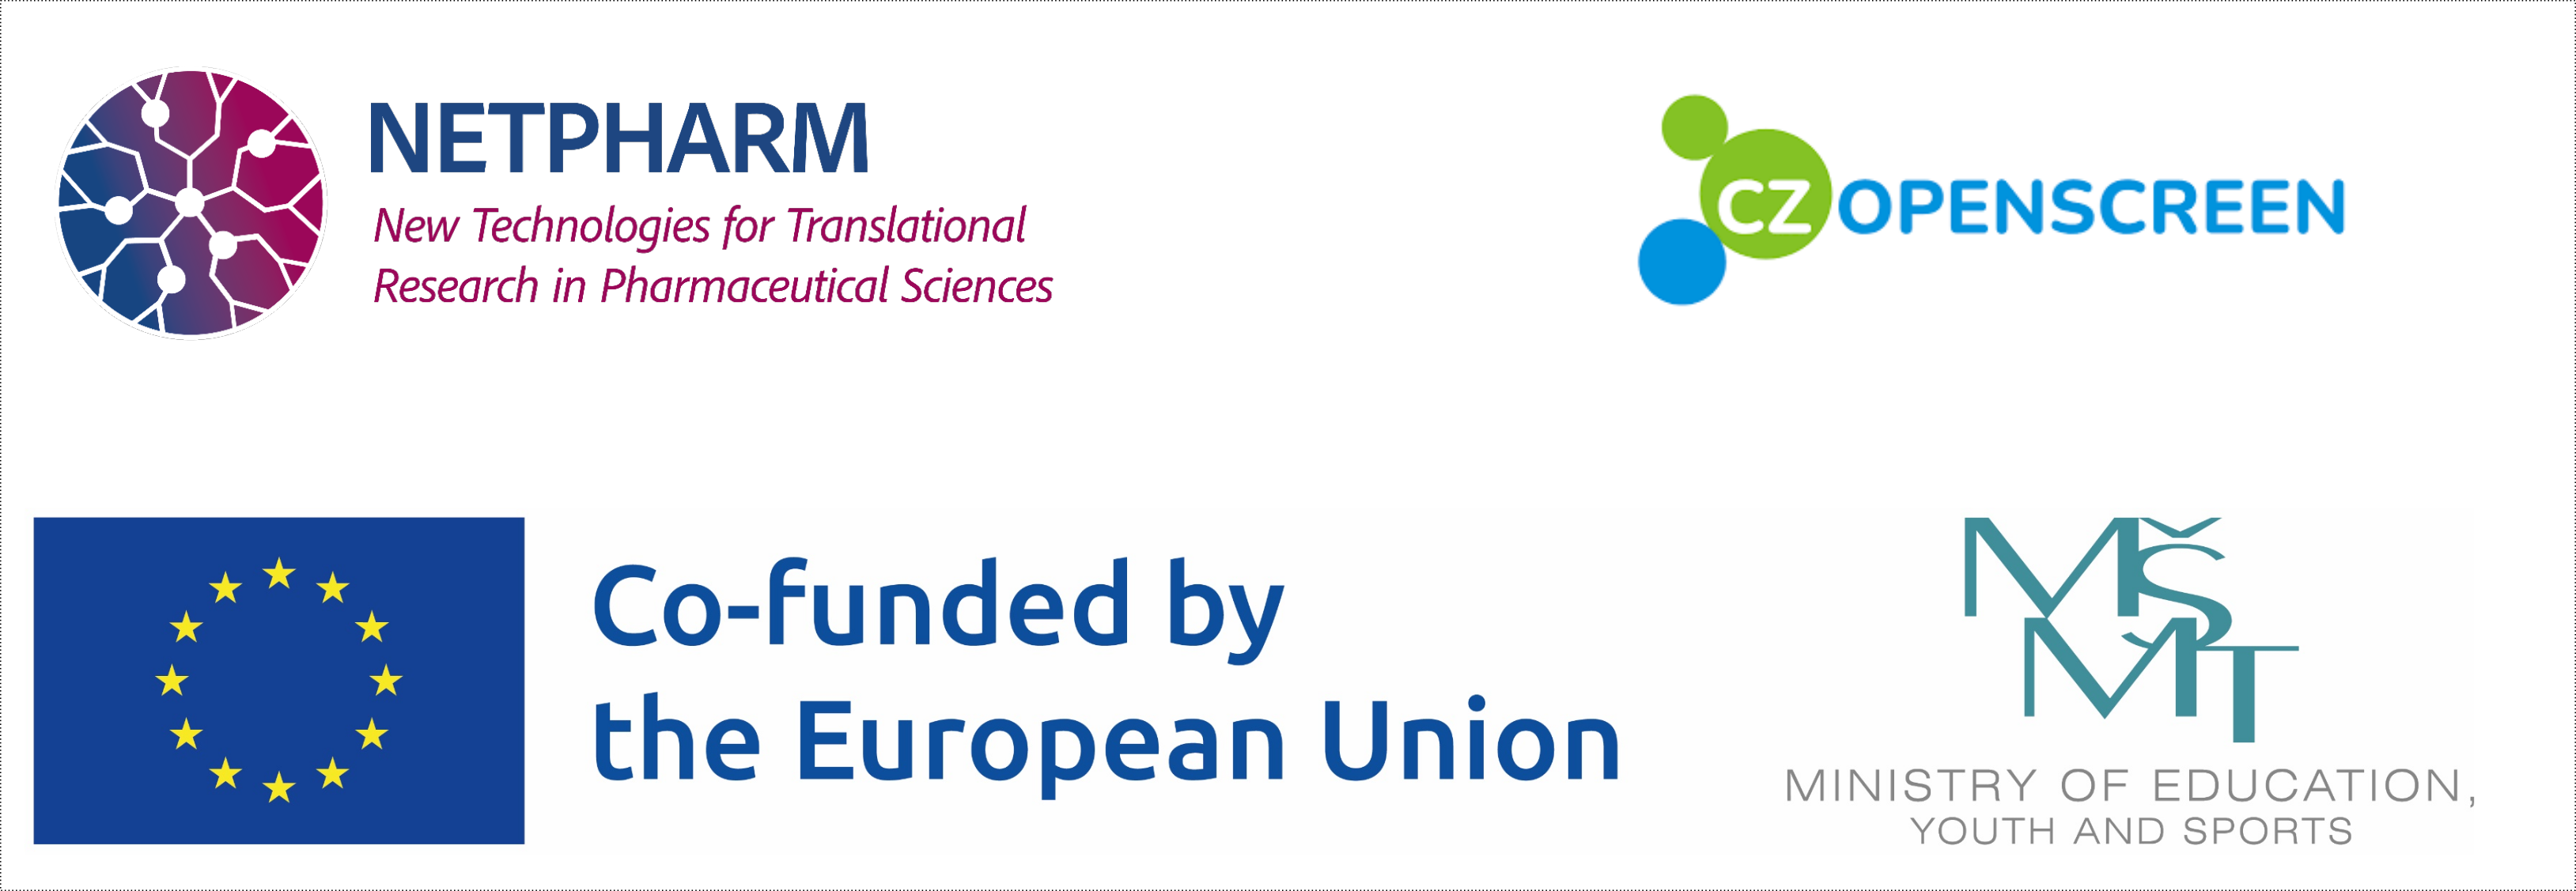 NETPHARM
New Technologies for Translational
Research in Pharmaceutical Sciences
CZ OPENSCREEN
Co-funded by
the European Union
MŠMT
MINISTRY OF EDUCATION,
YOUTH AND SPORTS